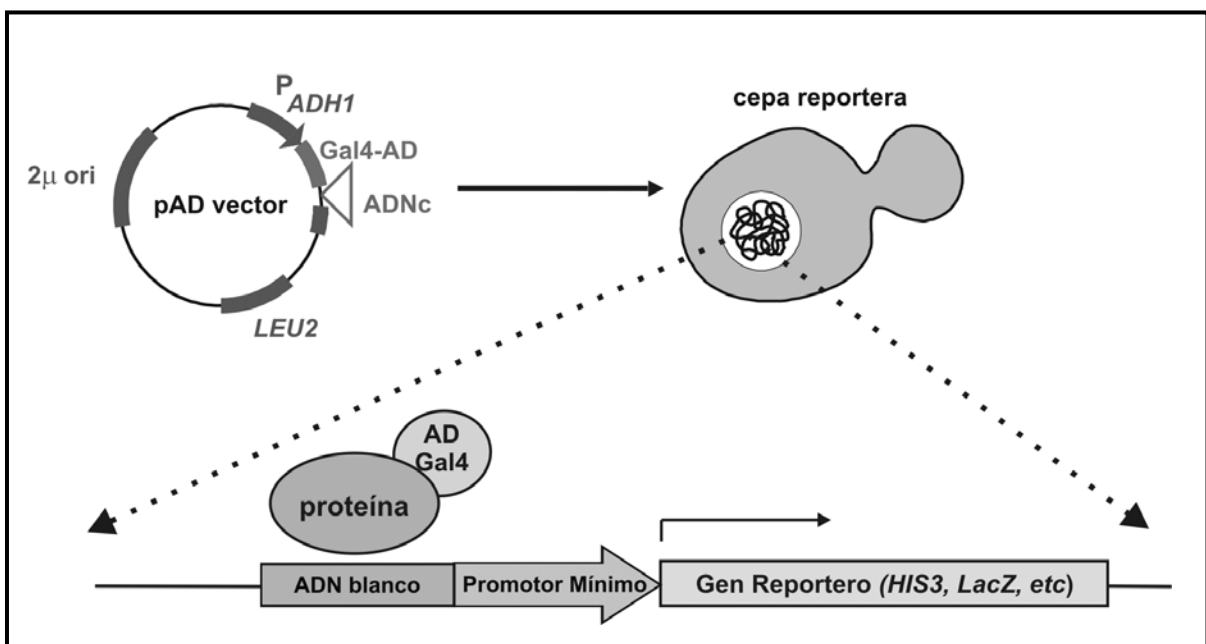 P ADH1
Gal4-AD
2μ ori
pAD vector
ADNc
LEU2
cepa reportera
AD
Gal4
proteína
ADN blanco
Promotor Mínimo
Gen Reportero (HIS3, LacZ, etc)